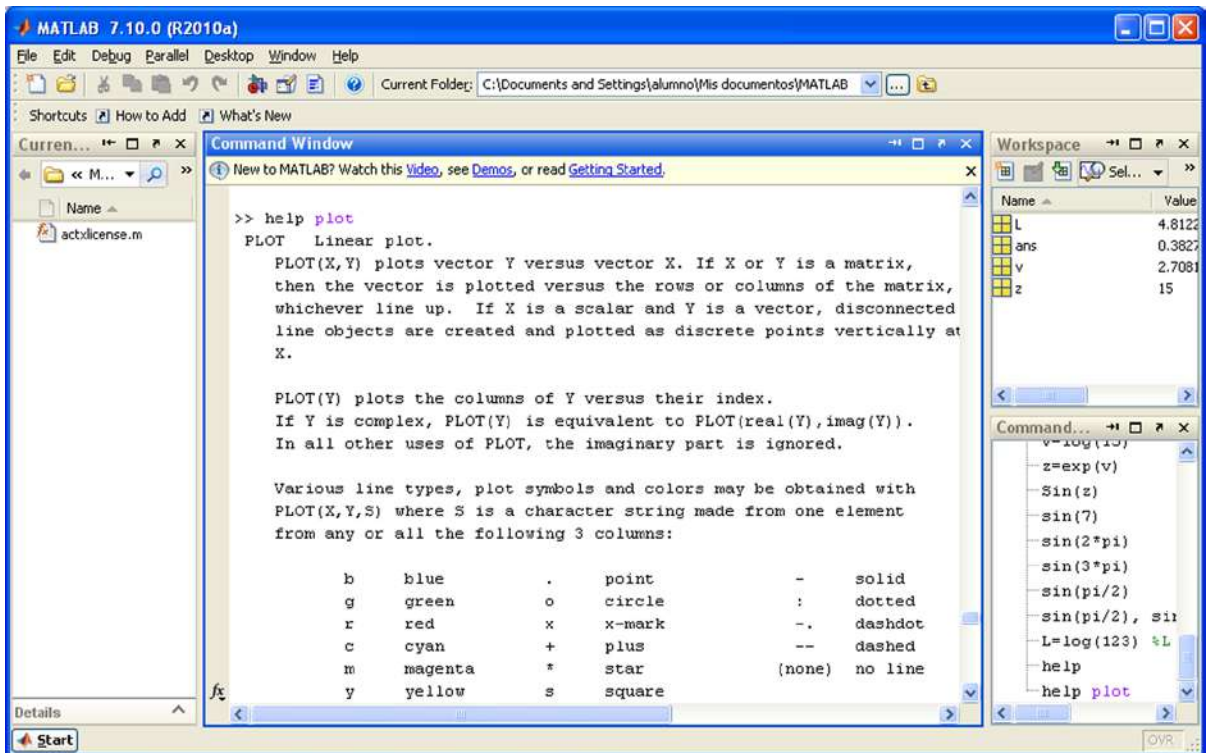 MATLAB 7.10.0 (R2010a)
File Edit Debug Parallel Desktop Window Help
Current Folder: C:\Documents and Settings\alumno\Mis documentos\MATLAB
Shortcuts How to Add What's New
Curren...
« M...
Name
actxlicense.m
Details
Command Window
New to MATLAB? Watch this Video, see Demos, or read Getting Started.
>> help plot
PLOT Linear plot.
PLOT(X,Y) plots vector Y versus vector X. If X or Y is a matrix,
then the vector is plotted versus the rows or columns of the matrix,
whichever line up. If X is a scalar and Y is a vector, disconnected
line objects are created and plotted as discrete points vertically at
X.
PLOT(Y) plots the columns of Y versus their index.
If Y is complex, PLOT(Y) is equivalent to PLOT(real(Y),imag(Y)).
In all other uses of PLOT, the imaginary part is ignored.
Various line types, plot symbols and colors may be obtained with
PLOT(X,Y,S) where S is a character string made from one element
from any or all the following 3 columns:
b blue . point - solid
g green o circle : dotted
r red x x-mark -. dashdot
c cyan + plus -- dashed
m magenta * star (none) no line
y yellow s square
fx
Workspace
Sel...
Name Value
L 4.8122
ans 0.3827
v 2.7081
z 15
Command...
v=log(15)
z=exp(v)
Sin(z)
sin(7)
sin(2*pi)
sin(3*pi)
sin(pi/2)
sin(pi/2), sin
L=log(123) %L
help
help plot
Start
OVR